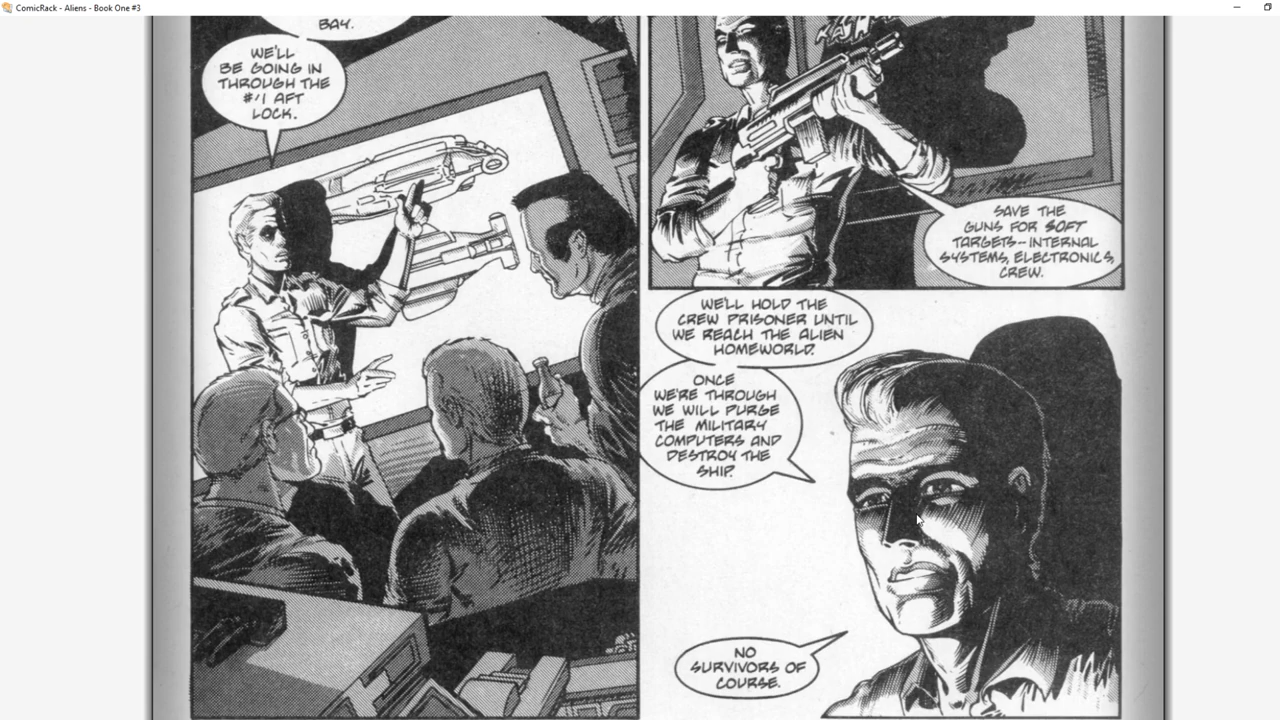 ComicRack - Aliens - Book One #3
BAY.
WE'LL
BE GOING IN
THROUGH THE
#1 AFT
LOCK.
SAVE THE
GUNS FOR SOFT
TARGETS--INTERNAL
SYSTEMS, ELECTRONICS,
CREW.
WE'LL HOLD THE
CREW PRISONER UNTIL
WE REACH THE ALIEN
HOMEWORLD.
ONCE
WE'RE THROUGH
WE WILL PURGE
THE MILITARY
COMPUTERS AND
DESTROY THE
SHIP.
NO
SURVIVORS OF
COURSE.